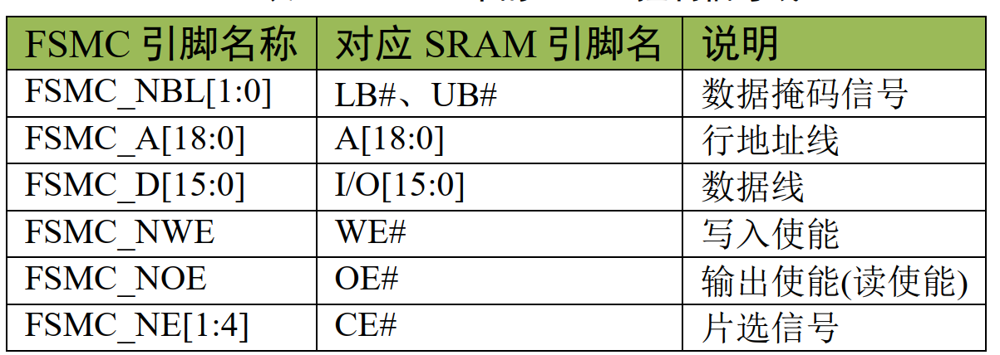 FSMC 引脚名称 对应 SRAM 引脚名 说明
FSMC_NBL[1:0] LB#、UB# 数据掩码信号
FSMC_A[18:0] A[18:0] 行地址线
FSMC_D[15:0] I/O[15:0] 数据线
FSMC_NWE WE# 写入使能
FSMC_NOE OE# 输出使能(读使能)
FSMC_NE[1:4] CE# 片选信号